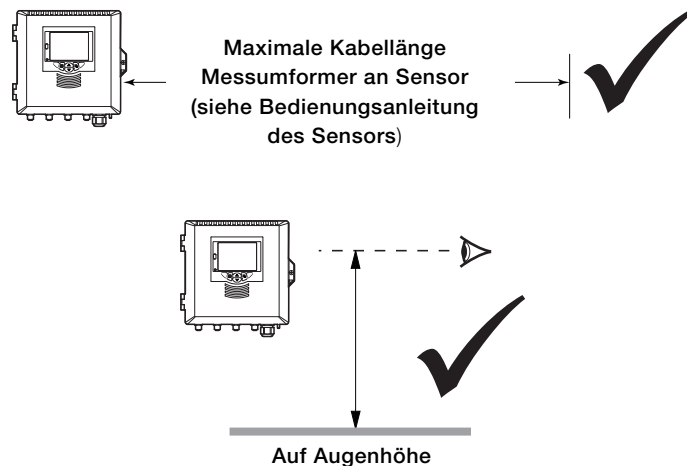 Maximale Kabellänge
Messumformer an Sensor
(siehe Bedienungsanleitung
des Sensors)
Auf Augenhöhe